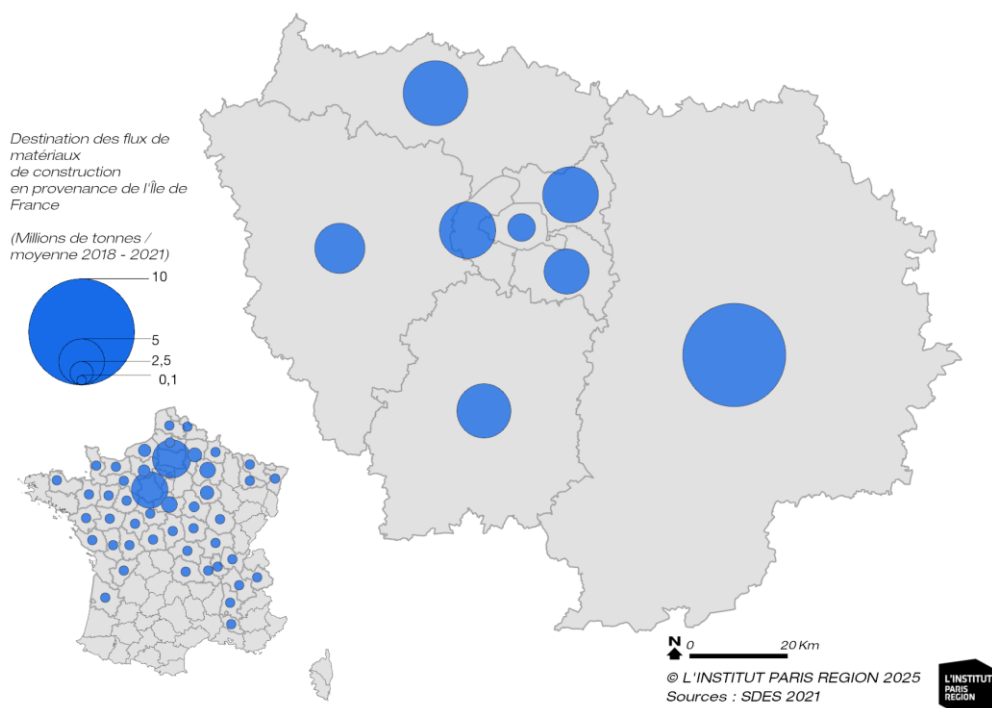 Destination des flux de
matériaux
de construction
en provenance de l'Île de
France
(Millions de tonnes /
moyenne 2018 - 2021)
10
5
2,5
0,1
N 0 20 Km
© L'INSTITUT PARIS REGION 2025
Sources : SDES 2021
L'INSTITUT
PARIS
REGION